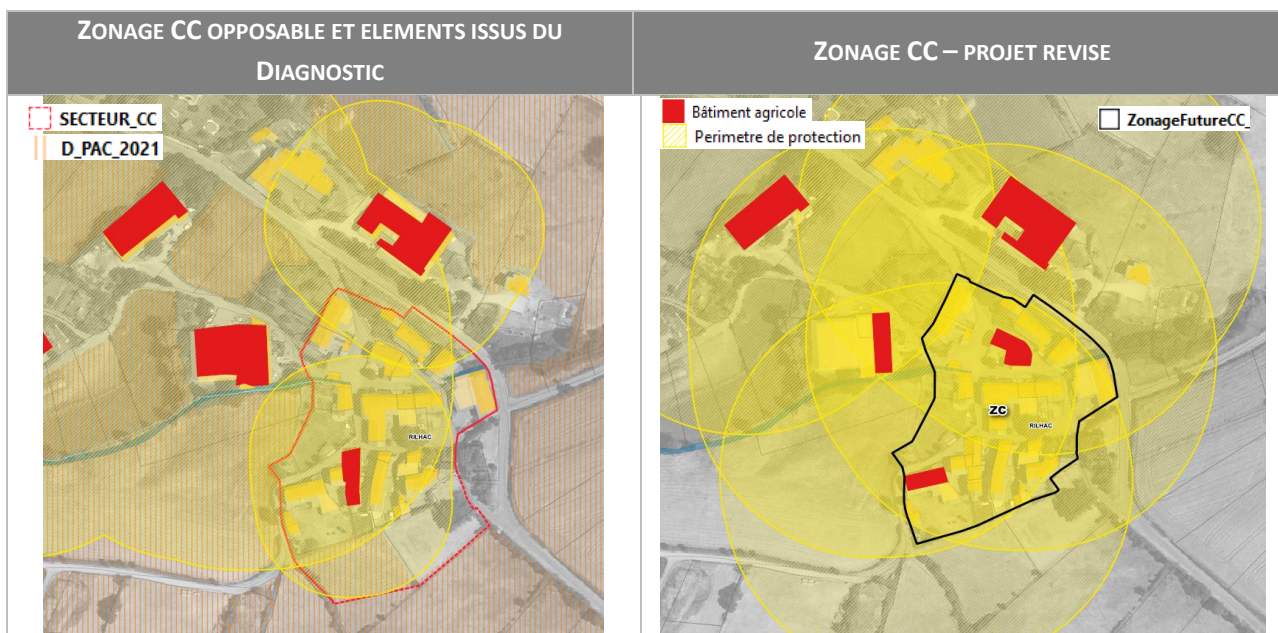 ZONAGE CC OPPOSABLE ET ELEMENTS ISSUS DU
DIAGNOSTIC
ZONAGE CC – PROJET REVISE
SECTEUR_CC
D_PAC_2021
RILHAC
Bâtiment agricole
Perimetre de protection
ZonageFutureCC_
ZC
RILHAC